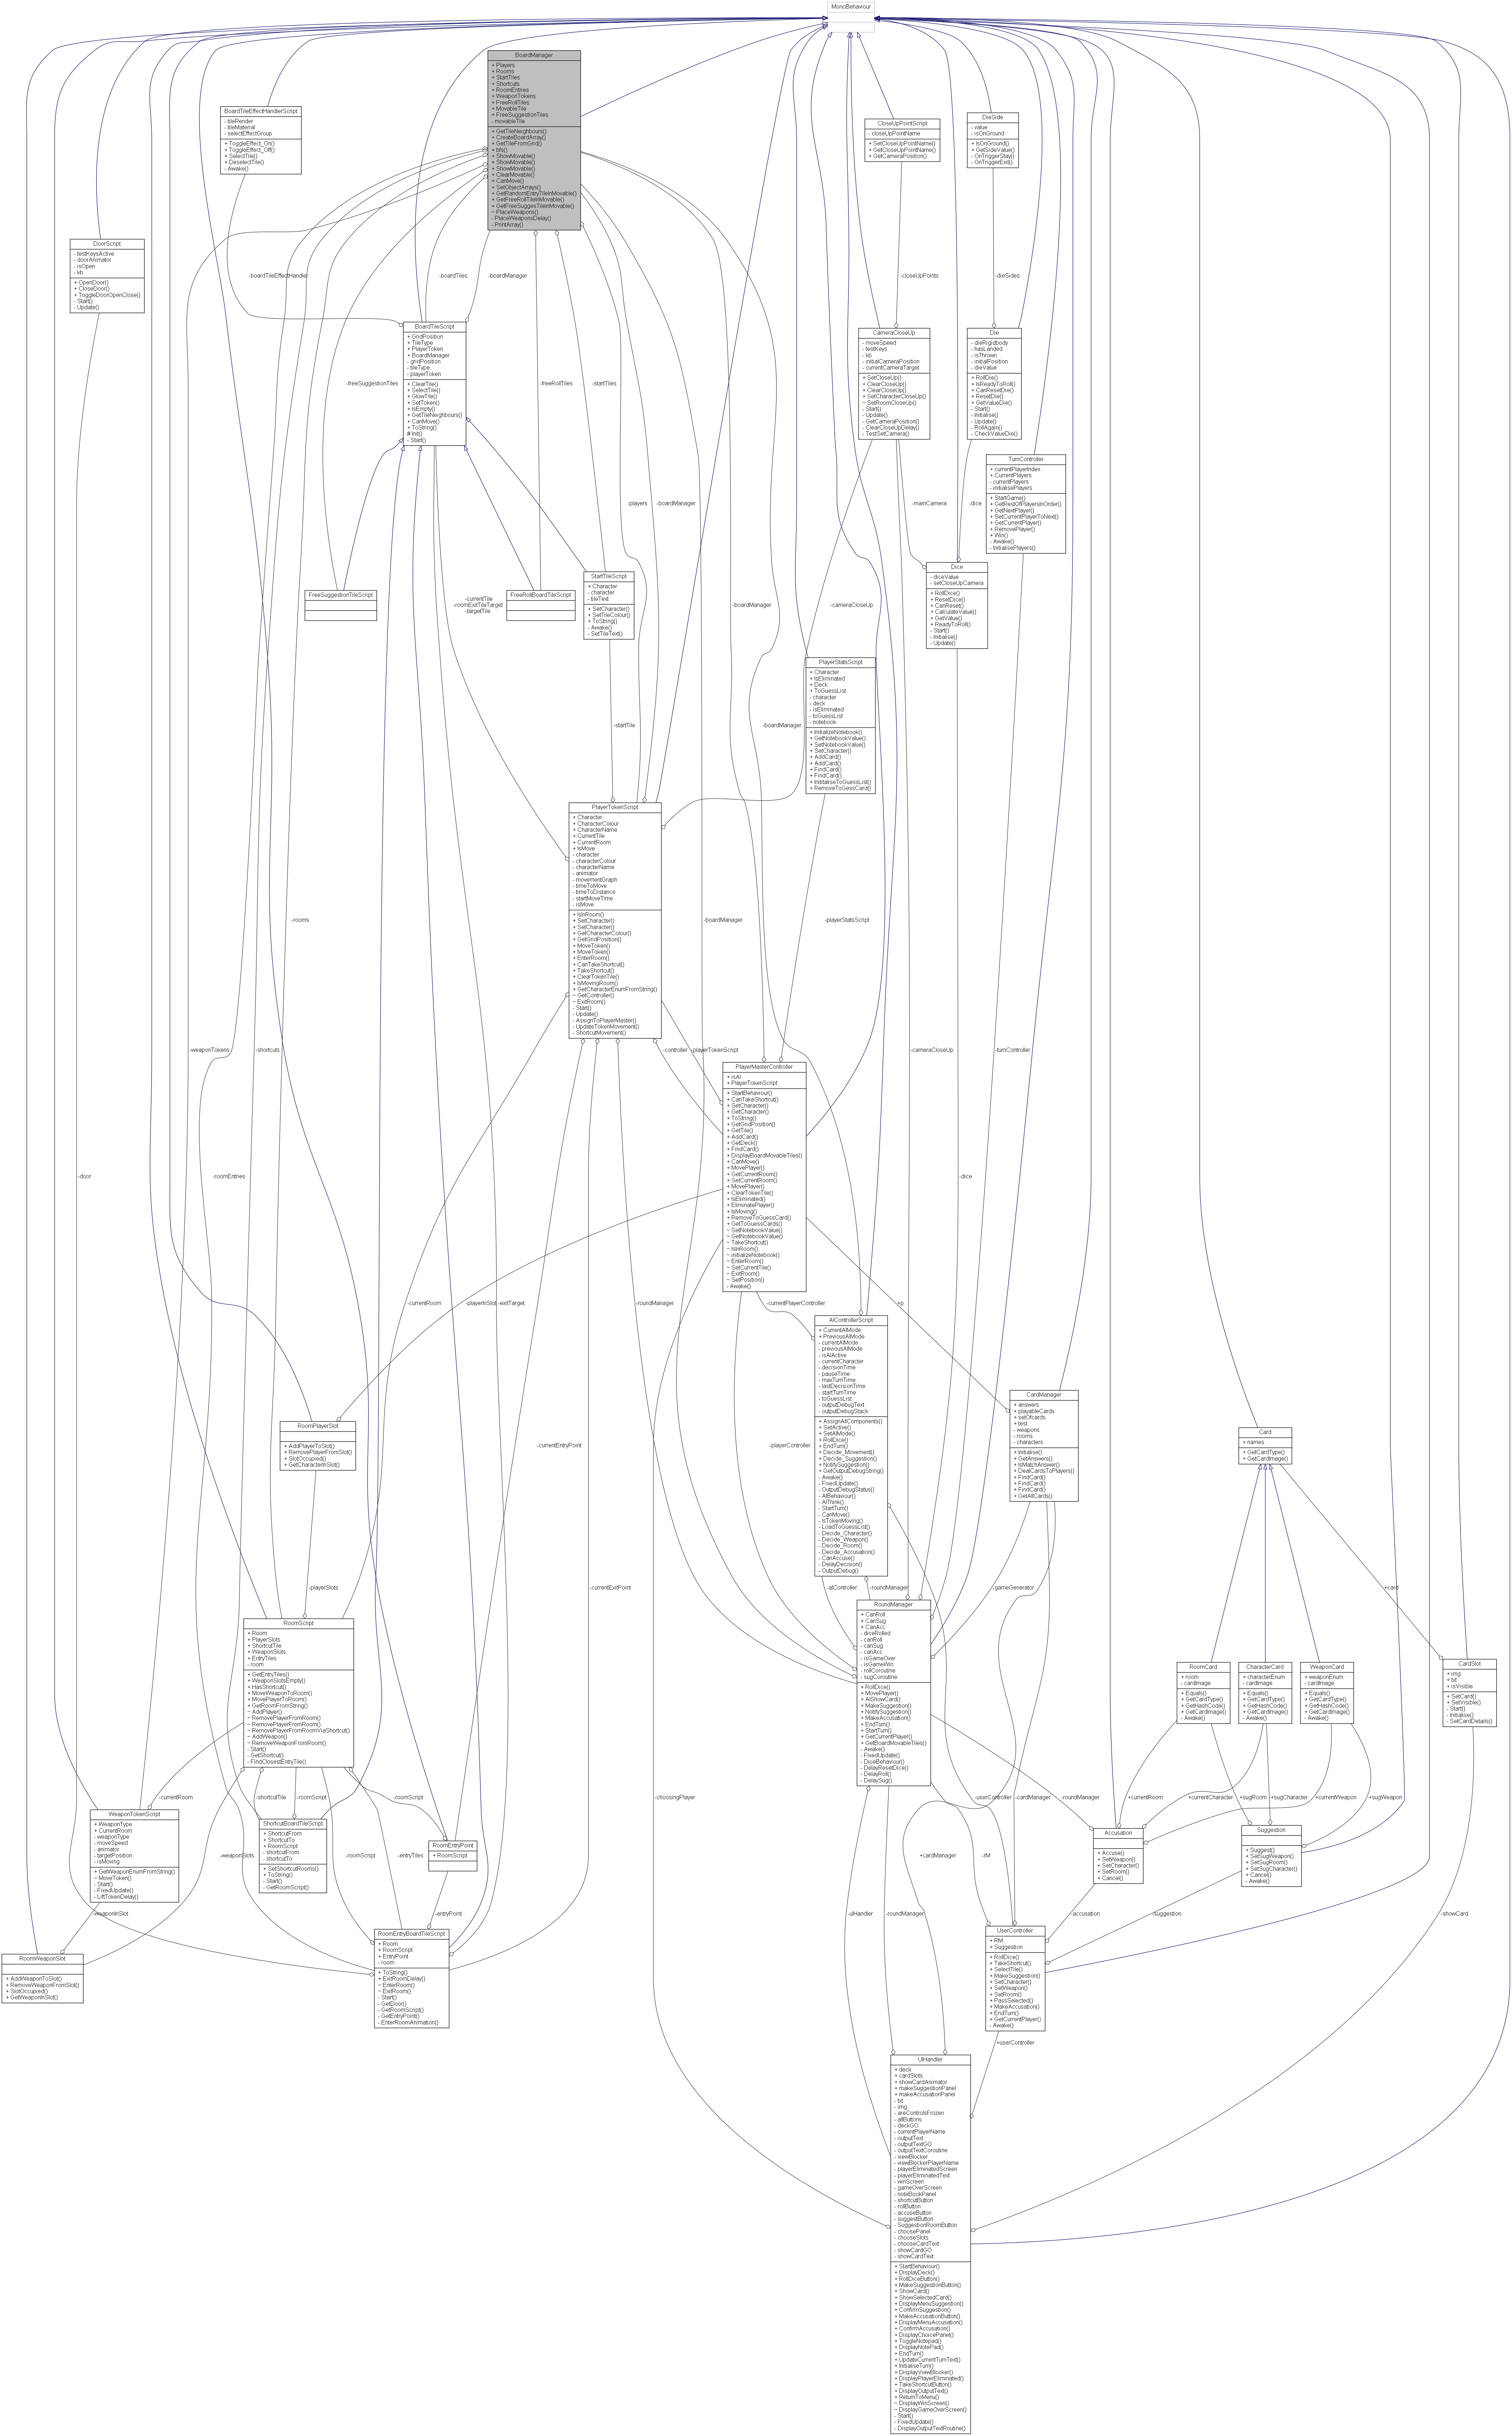 MonoBehaviour
BoardManager
+ Players
+ Rooms
+ StartTiles
+ Shortcuts
+ RoomEntries
+ WeaponTokens
+ FreeRollTiles
+ MovableTile
+ FreeSuggestionTiles
- movableTile
+ GetTileNeighbours()
+ CreateBoardArray()
+ GetTileFromGrid()
+ bfs()
+ ShowMovable()
+ ShowMovable()
+ ShowMovable()
+ ClearMovable()
+ CanMove()
+ SetObjectArrays()
+ GetRandomEntryTileInMovable()
+ GetFreeRollTileInMovable()
+ GetFreeSuggesTileInMovable()
~ PlaceWeapons()
- PlaceWeaponsDelay()
- PrintArray()
BoardTileEffectHandlerScript
- tileRender
- tileMaterial
- selectEffectGroup
+ ToggleEffect_On()
+ ToggleEffect_Off()
+ SelectTile()
+ DeselectTile()
- Awake()
CloseUpPointScript
- closeUpPointName
+ SetCloseUpPointName()
+ GetCloseUpPointName()
+ GetCameraPosition()
DieSide
- value
- isOnGround
+ IsOnGround()
+ GetSideValue()
- OnTriggerStay()
- OnTriggerExit()
DoorScript
- testKeysActive
- doorAnimator
- isOpen
- kb
+ OpenDoor()
+ CloseDoor()
+ ToggleDoorOpenClose()
- Start()
- Update()
-boardTileEffectHandler
-boardTiles
-boardManager
-closeUpPoints
-dieSides
BoardTileScript
+ GridPosition
+ TileType
+ PlayerToken
+ BoardManager
- gridPosition
- tileType
- playerToken
+ ClearTile()
+ SelectTile()
+ GlowTile()
+ SetToken()
+ IsEmpty()
+ GetTileNeighbours()
+ CanMove()
+ ToString()
# Init()
- Start()
CameraCloseUp
- moveSpeed
- testKeys
- kb
- initialCameraPosition
- currentCameraTarget
+ SetCloseUp()
+ ClearCloseUp()
+ ClearCloseUp()
+ SetCharacterCloseUp()
~ SetRoomCloseUp()
- Start()
- Update()
- GetCameraPosition()
- ClearCloseUpDelay()
- TestSetCamera()
Die
- dieRigidbody
- hasLanded
- isThrown
- initialPosition
- dieValue
+ RollDie()
+ IsReadyToRoll()
+ CanResetDie()
+ ResetDie()
+ GetValueDie()
- Start()
- Initialise()
- Update()
- RollAgain()
- CheckValueDie()
-freeSuggestionTiles
-freeRollTiles
-startTiles
-players
-boardManager
-mainCamera
-dice
TurnController
+ currentPlayerIndex
+ CurrentPlayers
- currentPlayers
- initialisePlayers
+ StartGame()
+ GetRestOfPlayersInOrder()
+ GetNextPlayer()
+ SetCurrentPlayerToNext()
+ GetCurrentPlayer()
+ RemovePlayer()
+ Win()
- Awake()
- InitialisePlayers()
FreeSuggestionTileScript
FreeRollBoardTileScript
StartTileScript
+ Character
- character
- tileText
+ SetCharacter()
+ SetTileColour()
+ ToString()
- Awake()
- SetTileText()
-currentTile
-roomExitTileTarget
-targetTile
-boardManager
-cameraCloseUp
Dice
- diceValue
- setCloseUpCamera
+ RollDice()
+ ResetDice()
+ CanReset()
+ CalculateValue()
+ GetValue()
+ ReadyToRoll()
- Start()
- Initialise()
- Update()
PlayerStatsScript
+ Character
+ IsEliminated
+ Deck
+ ToGuessList
- character
- deck
- isEliminated
- toGuessList
- notebook
+ InitializeNotebook()
+ GetNotebookValue()
+ SetNotebookValue()
+ SetCharacter()
+ AddCard()
+ AddCard()
+ FindCard()
+ FindCard()
+ InititaliseToGuessList()
+ RemoveToGessCard()
-startTile
-boardManager
PlayerTokenScript
+ Character
+ CharacterColour
+ CharacterName
+ CurrentTile
+ CurrentRoom
+ IsMove
- character
- characterColour
- characterName
- animator
- movementGraph
- timeToMove
- timeToDistance
- startMoveTime
- isMove
+ IsInRoom()
+ SetCharacter()
+ SetCharacter()
+ GetCharacterColour()
+ GetGridPosition()
+ MoveToken()
+ MoveToken()
+ EnterRoom()
+ CanTakeShortcut()
+ TakeShortcut()
+ ClearTokenTile()
+ IsMovingRoom()
+ GetCharacterEnumFromString()
~ GetController()
~ ExitRoom()
- Start()
- Update()
- AssignToPlayerMaster()
- UpdateTokenMovement()
- ShortcutMovement()
-rooms
-boardManager
-playerStatsScript
-weaponTokens
-shortcuts
-controller
-playerTokenScript
-cameraCloseUp
-turnController
PlayerMasterController
+ isAI
+ PlayerTokenScript
+ StartBehaviour()
+ CanTakeShortcut()
+ SetCharacter()
+ GetCharacter()
+ ToString()
+ GetGridPosition()
+ GetTile()
+ AddCard()
+ GetDeck()
+ FindCard()
+ DisplayBoardMovableTiles()
+ CanMove()
+ MovePlayer()
+ GetCurrentRoom()
+ SetCurrentRoom()
+ MovePlayer()
+ ClearTokenTile()
+ IsEliminated()
+ EliminatePlayer()
+ IsMoving()
+ RemoveToGuessCard()
+ GetToGuessCards()
~ SetNotebookValue()
~ GetNotebookValue()
~ TakeShortcut()
~ IsInRoom()
~ initializeNotebook()
~ EnterRoom()
~ SetCurrentTile()
~ ExitRoom()
~ SetPosition()
- Awake()
-door
-roomEntries
-dice
-currentRoom
-playerInSlot
-exitTarget
-roundManager
-currentPlayerController
+p
AIControllerScript
+ CurrentAIMode
+ PreviousAIMode
- currentAIMode
- previousAIMode
- isAIActive
- currentCharacter
- decisionTime
- pauseTime
- maxTurnTime
- lastDecisionTime
- startTurnTime
- toGuessList
- outputDebugText
- outputDebugStack
+ AssignAllComponents()
+ SetActive()
+ SetAIMode()
+ RollDice()
+ EndTurn()
+ Decide_Movement()
+ Decide_Suggestion()
+ NotifySuggestion()
+ GetOutputDebugString()
- Awake()
- FixedUpdate()
- OutputDebugStatus()
- AIBehaviour()
- AIThink()
- StartTurn()
- CanMove()
- IsTokenMoving()
- LoadToGuessList()
- Decide_Character()
- Decide_Weapon()
- Decide_Room()
- Decide_Accusation()
- CanAccuse()
- DelayDecision()
- OutputDebug()
CardManager
+ answers
+ playableCards
+ setOfcards
+ test
- weapons
- rooms
- characters
+ Initialise()
+ GetAnswers()
+ IsMatchAnswer()
+ DealCardsToPlayers()
+ FindCard()
+ FindCard()
+ FindCard()
+ GetAllCards()
Card
+ names
+ GetCardType()
+ GetCardImage()
RoomPlayerSlot
+ AddPlayerToSlot()
+ RemovePlayerFromSlot()
+ SlotOccupied()
+ GetCharacterInSlot()
-currentEntryPoint
-playerController
-playerSlots
-currentExitPoint
-aiController
-roundManager
-gameGenerator
+card
RoomScript
+ Room
+ PlayerSlots
+ ShortcutTile
+ WeaponSlots
+ EntryTiles
- room
+ GetEntryTiles()
+ WeaponSlotsEmpty()
+ HasShortcut()
+ MoveWeaponToRoom()
+ MovePlayerToRoom()
+ GetRoomFromString()
~ AddPlayer()
~ RemovePlayerFromRoom()
~ RemovePlayerFromRoom()
~ RemovePlayerFromRoomViaShortcut()
~ AddWeapon()
~ RemoveWeaponFromRoom()
- Start()
- GetShortcut()
- FindClosestEntryTile()
RoundManager
+ CanRoll
+ CanSug
+ CanAcc
- diceRolled
- canRoll
- canSug
- canAcc
- isGameOver
- isGameWin
- rollCoroutine
- sugCoroutine
+ RollDice()
+ MovePlayer()
+ AIShowCard()
+ MakeSuggestion()
+ NotifySuggestion()
+ MakeAccusation()
+ EndTurn()
+ StartTurn()
+ GetCurrentPlayer()
+ GetBoardMovableTiles()
- Awake()
- FixedUpdate()
- DiceBehaviour()
- DelayResetDice()
- DelayRoll()
- DelaySug()
RoomCard
+ room
- cardImage
+ Equals()
+ GetCardType()
+ GetHashCode()
+ GetCardImage()
- Awake()
CharacterCard
+ characterEnum
- cardImage
+ Equals()
+ GetCardType()
+ GetHashCode()
+ GetCardImage()
- Awake()
WeaponCard
+ weaponEnum
- cardImage
+ Equals()
+ GetCardType()
+ GetHashCode()
+ GetCardImage()
- Awake()
CardSlot
+ img
+ txt
+ isVisible
+ SetCard()
+ SetVisible()
- Start()
- Initialise()
- SetCardDetails()
-currentRoom
-shortcutTile
-roomScript
-roomScript
-choosingPlayer
-userController
-cardManager
-roundManager
+currentRoom
+currentCharacter
+sugRoom
+sugCharacter
+currentWeapon
+sugWeapon
WeaponTokenScript
+ WeaponType
+ CurrentRoom
- weaponType
- moveSpeed
- animator
- targetPosition
- isMoving
+ GetWeaponEnumFromString()
~ MoveToken()
- Start()
- FixedUpdate()
- LiftTokenDelay()
ShortcutBoardTileScript
+ ShortcutFrom
+ ShortcutTo
+ RoomScript
- shortcutFrom
- shortcutTo
+ SetShortcutRooms()
+ ToString()
- Start()
- GetRoomScript()
RoomEntryPoint
+ RoomScript
Accusation
+ Accuse()
+ SetWeapon()
+ SetCharacter()
+ SetRoom()
+ Cancel()
Suggestion
+ Suggest()
+ SetSugWeapon()
+ SetSugRoom()
+ SetSugCharacter()
+ Cancel()
- Awake()
-weaponSlots
-roomScript
-entryTiles
+cardManager
-rM
-weaponInSlot
-entryPoint
-uiHandler
-roundManager
-accusation
-suggestion
-showCard
RoomWeaponSlot
+ AddWeaponToSlot()
+ RemoveWeaponFromSlot()
+ SlotOccupied()
+ GetWeaponInSlot()
RoomEntryBoardTileScript
+ Room
+ RoomScript
+ EntryPoint
- room
+ ToString()
+ ExitRoomDelay()
~ EnterRoom()
~ ExitRoom()
- Start()
- GetDoor()
- GetRoomScript()
- GetEntryPoint()
- EnterRoomAnimation()
UserController
+ RM
+ Suggestion
+ RollDice()
+ TakeShortcut()
+ SelectTile()
+ MakeSuggestion()
+ SetCharacter()
+ SetWeapon()
+ SetRoom()
+ PassSelected()
+ MakeAccusation()
+ EndTurn()
+ GetCurrentPlayer()
- Awake()
+userController
UIHandler
+ deck
+ cardSlots
+ showCardAnimator
+ makeSuggestionPanel
+ makeAccusationPanel
- txt
- img
- areControlsFrozen
- allButtons
- deckGO
- currentPlayerName
- outputText
- outputTextGO
- outputTextCoroutine
- viewBlocker
- viewBlockerPlayerName
- playerEliminatedScreen
- playerEliminatedText
- winScreen
- gameOverScreen
- noteBookPanel
- shortcutButton
- rollButton
- accuseButton
- suggestButton
- SuggestionRoomButton
- choosePanel
- chooseSlots
- chooseCardText
- showCardGO
- showCardText
+ StartBehaviour()
+ DisplayDeck()
+ RollDiceButton()
+ MakeSuggestionButton()
+ ShowCard()
+ ShowSelectedCard()
+ DisplayMenuSuggestion()
+ ConfirmSuggestion()
+ MakeAccusationButton()
+ DisplayMenuAccusation()
+ ConfirmAccusation()
+ DisplayChoicePanel()
+ ToggleNotepad()
+ DisplayNotePad()
+ EndTurn()
+ UpdateCurrentTurnText()
+ InitialiseTurn()
+ DisplayViewBlocker()
+ DisplayPlayerEliminated()
+ TakeShortcutButton()
+ DisplayOutputText()
+ ReturnToMenu()
~ DisplayWinScreen()
~ DisplayGameOverScreen()
- Start()
- FixedUpdate()
- DisplayOutputTextRoutine()